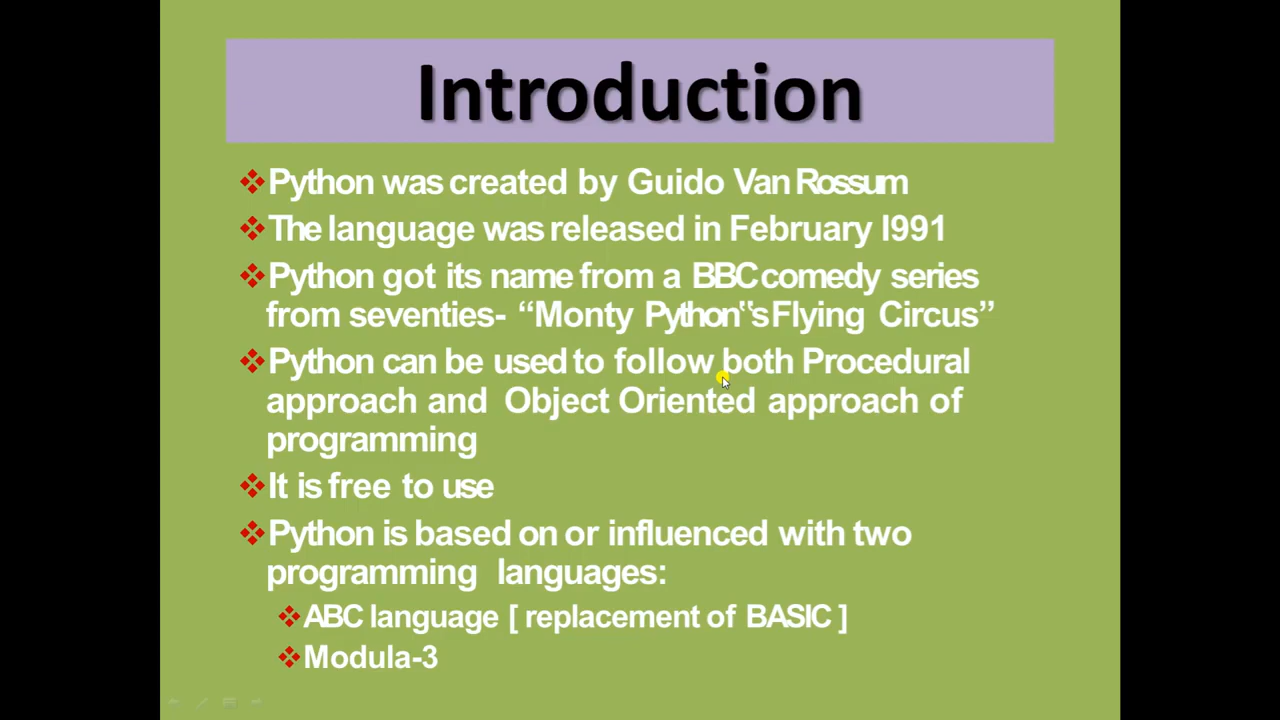 Introduction
❖Python was created by Guido Van Rossum
❖The language was released in February I991
❖Python got its name from a BBC comedy series
from seventies- “Monty Python‟s Flying Circus”
❖Python can be used to follow both Procedural
approach and Object Oriented approach of
programming
❖It is free to use
❖Python is based on or influenced with two
programming languages:
❖ABC language [ replacement of BASIC ]
❖Modula-3